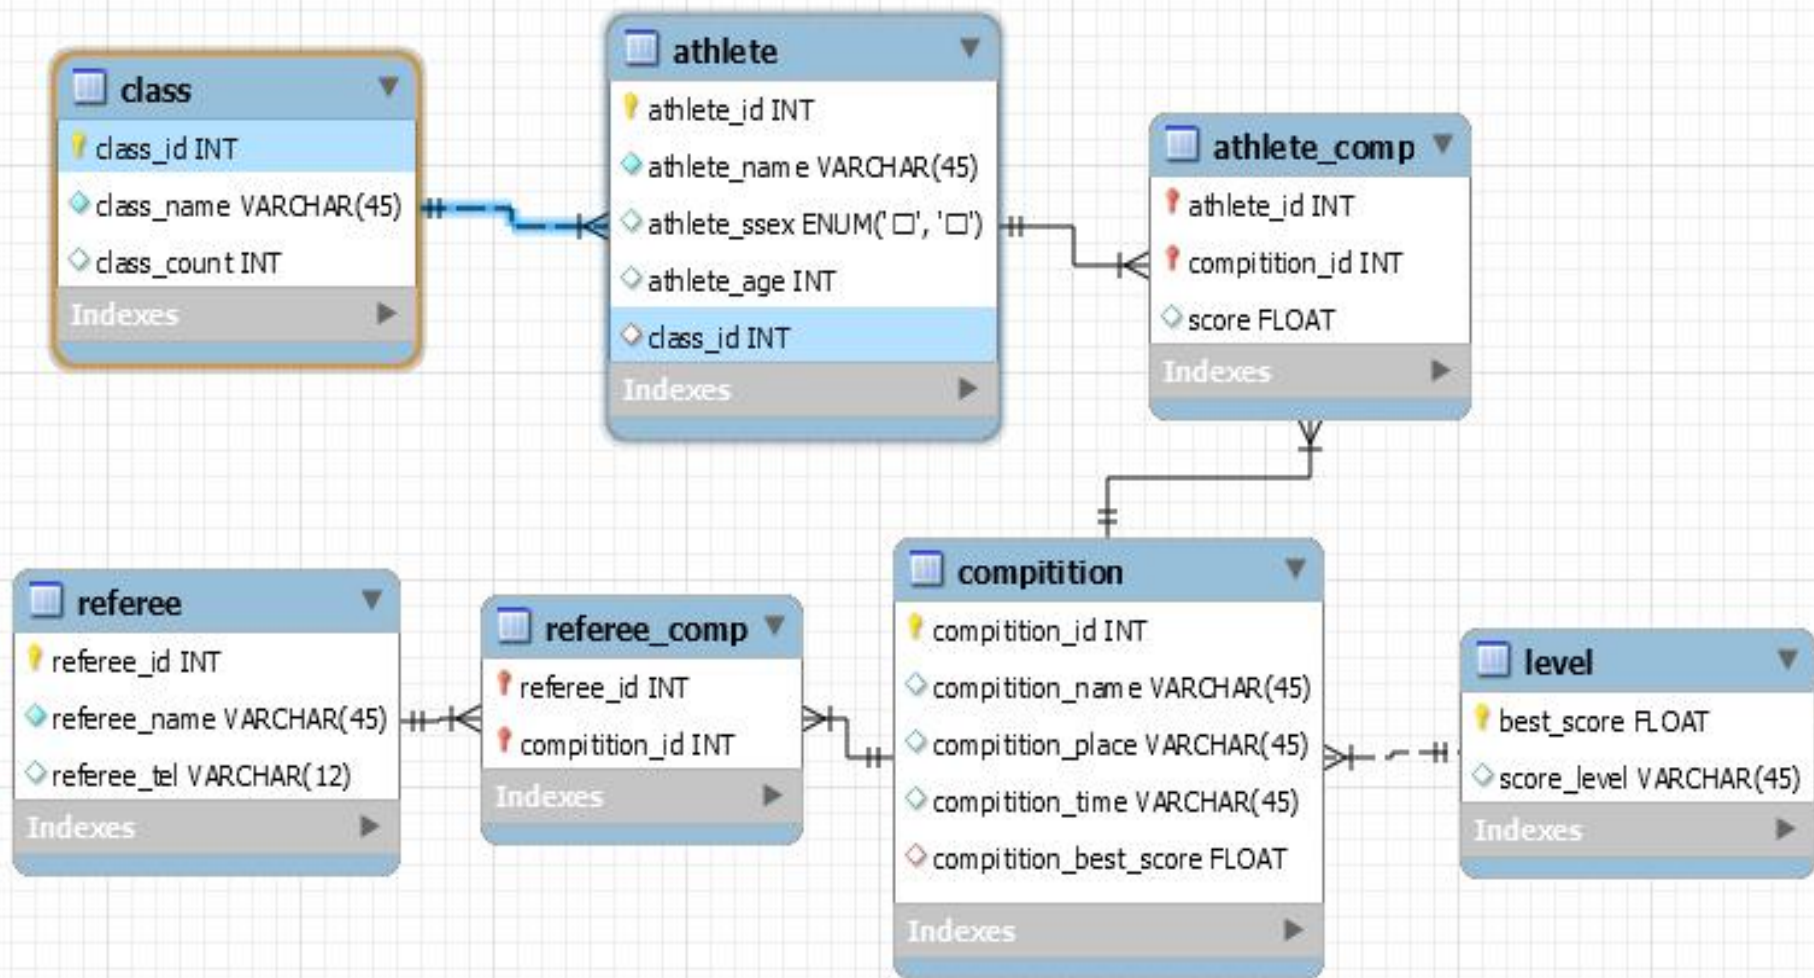 class
class_id INT
class_name VARCHAR(45)
class_count INT
Indexes
athlete
athlete_id INT
athlete_name VARCHAR(45)
athlete_ssex ENUM('□', '□')
athlete_age INT
class_id INT
Indexes
athlete_comp
athlete_id INT
compitition_id INT
score FLOAT
Indexes
referee
referee_id INT
referee_name VARCHAR(45)
referee_tel VARCHAR(12)
Indexes
referee_comp
referee_id INT
compitition_id INT
Indexes
compitition
compitition_id INT
compitition_name VARCHAR(45)
compitition_place VARCHAR(45)
compitition_time VARCHAR(45)
compitition_best_score FLOAT
Indexes
level
best_score FLOAT
score_level VARCHAR(45)
Indexes